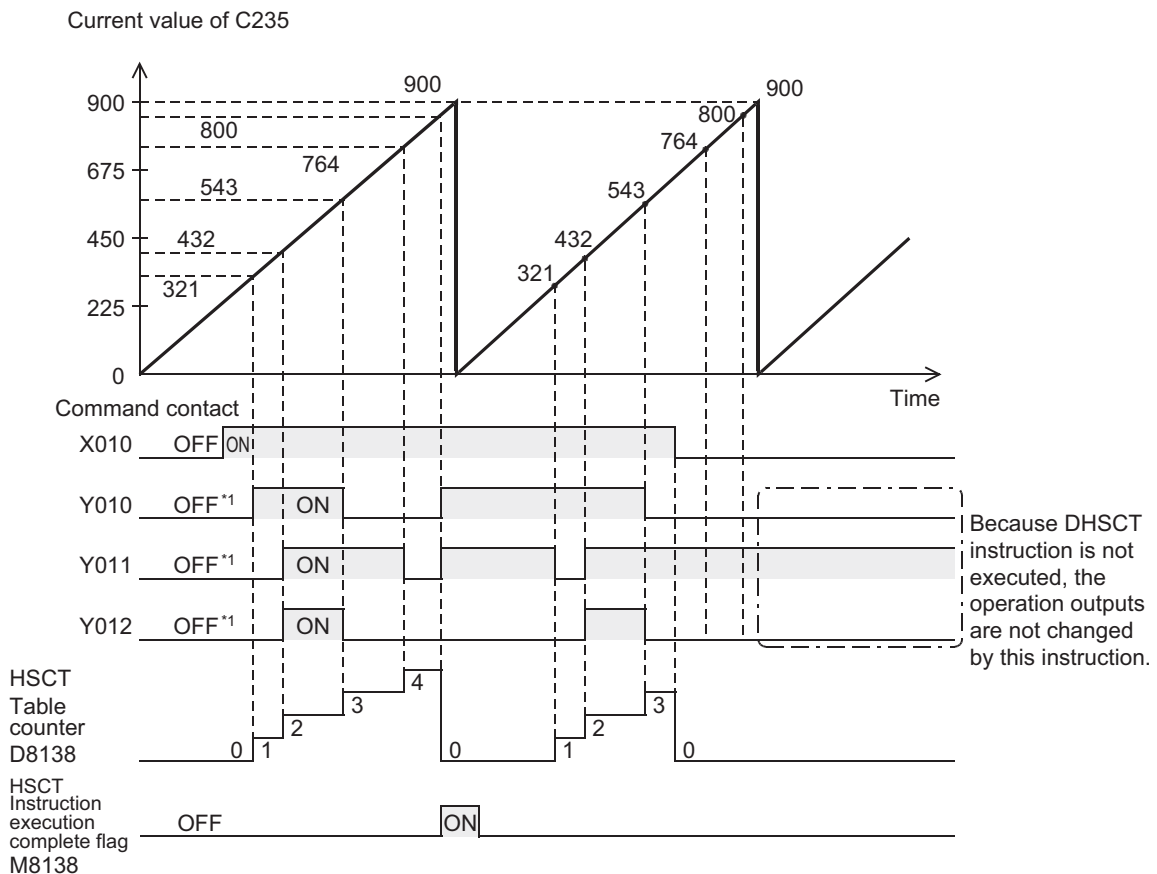 Current value of C235
900
900
900
800
800
764
764
675
543
543
450
432
432
321
321
225
0
Time
Command contact
X010 OFF ON
Y010 OFF*1 ON
Y011 OFF*1 ON
Y012 OFF*1 ON
Because DHSCT
instruction is not
executed, the
operation outputs
are not changed
by this instruction.
HSCT
Table
counter
D8138
0 1 2 3 4 0 1 2 3 0
HSCT
Instruction
execution
complete flag
M8138
OFF ON